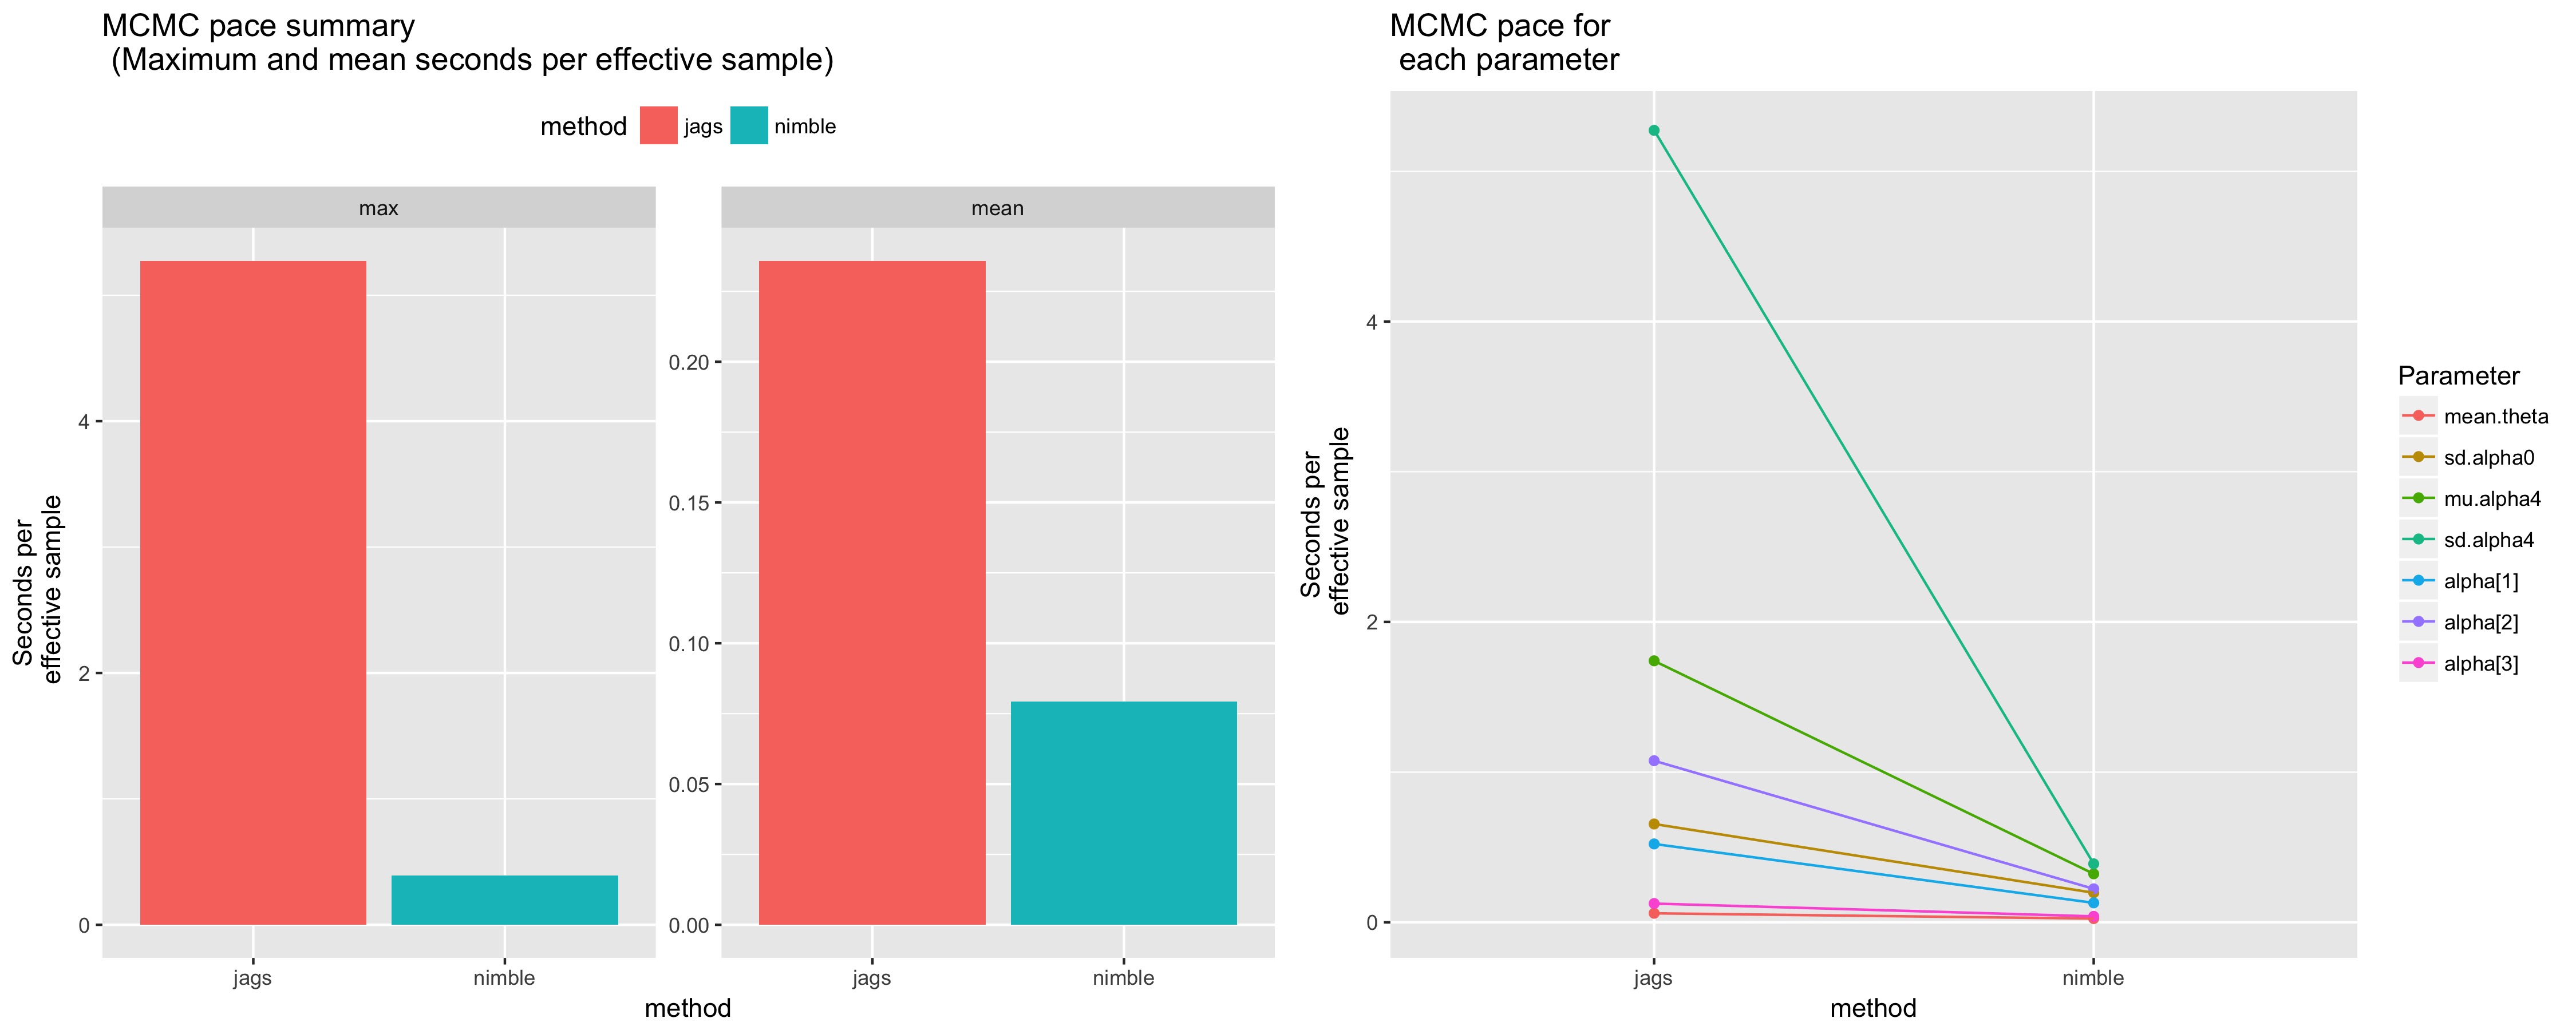 MCMC pace summary
(Maximum and mean seconds per effective sample)
method jags nimble
max
mean
Seconds per
effective sample
4
2
0
0.20
0.15
0.10
0.05
0.00
jags
nimble
jags
nimble
method
MCMC pace for
each parameter
Seconds per
effective sample
4
2
0
jags
nimble
method
Parameter
mean.theta
sd.alpha0
mu.alpha4
sd.alpha4
alpha[1]
alpha[2]
alpha[3]